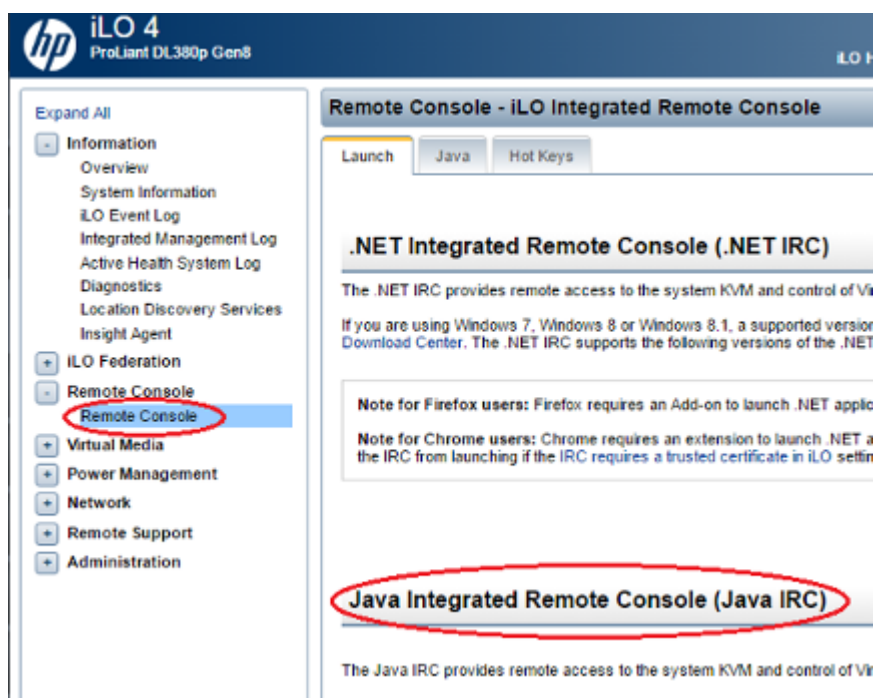 hp
iLO 4
ProLiant DL380p Gen8
iLO H
Expand All
- Information
Overview
System Information
iLO Event Log
Integrated Management Log
Active Health System Log
Diagnostics
Location Discovery Services
Insight Agent
+ iLO Federation
- Remote Console
Remote Console
+ Virtual Media
+ Power Management
+ Network
+ Remote Support
+ Administration
Remote Console - iLO Integrated Remote Console
Launch Java Hot Keys
.NET Integrated Remote Console (.NET IRC)
The .NET IRC provides remote access to the system KVM and control of Vi
If you are using Windows 7, Windows 8 or Windows 8.1, a supported version
Download Center. The .NET IRC supports the following versions of the .NET
Note for Firefox users: Firefox requires an Add-on to launch .NET applic
Note for Chrome users: Chrome requires an extension to launch .NET a
the IRC from launching if the IRC requires a trusted certificate in iLO settin
Java Integrated Remote Console (Java IRC)
The Java IRC provides remote access to the system KVM and control of Vir